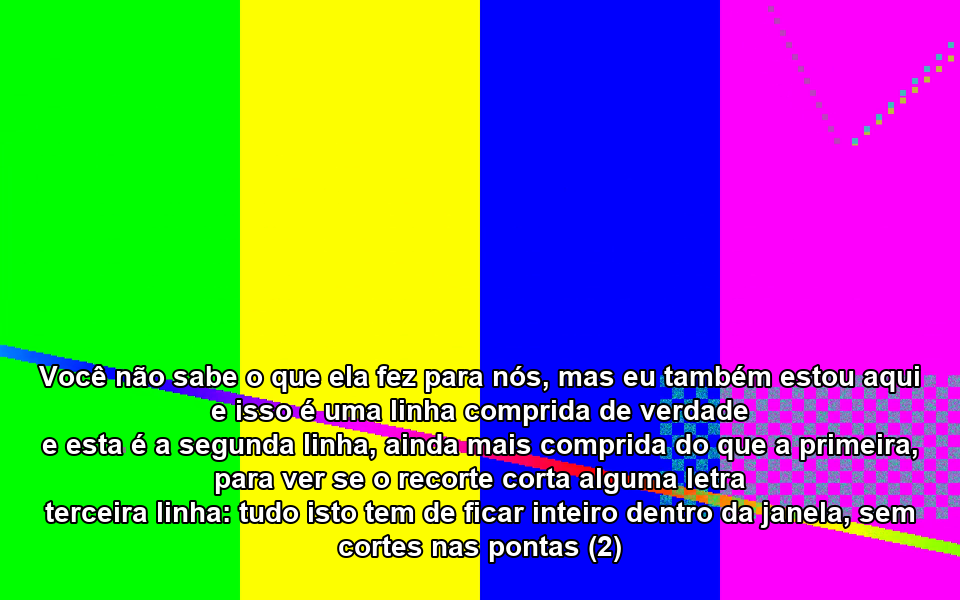 Você não sabe o que ela fez para nós, mas eu também estou aqui
e isso é uma linha comprida de verdade
e esta é a segunda linha, ainda mais comprida do que a primeira,
para ver se o recorte corta alguma letra
terceira linha: tudo isto tem de ficar inteiro dentro da janela, sem
cortes nas pontas (2)